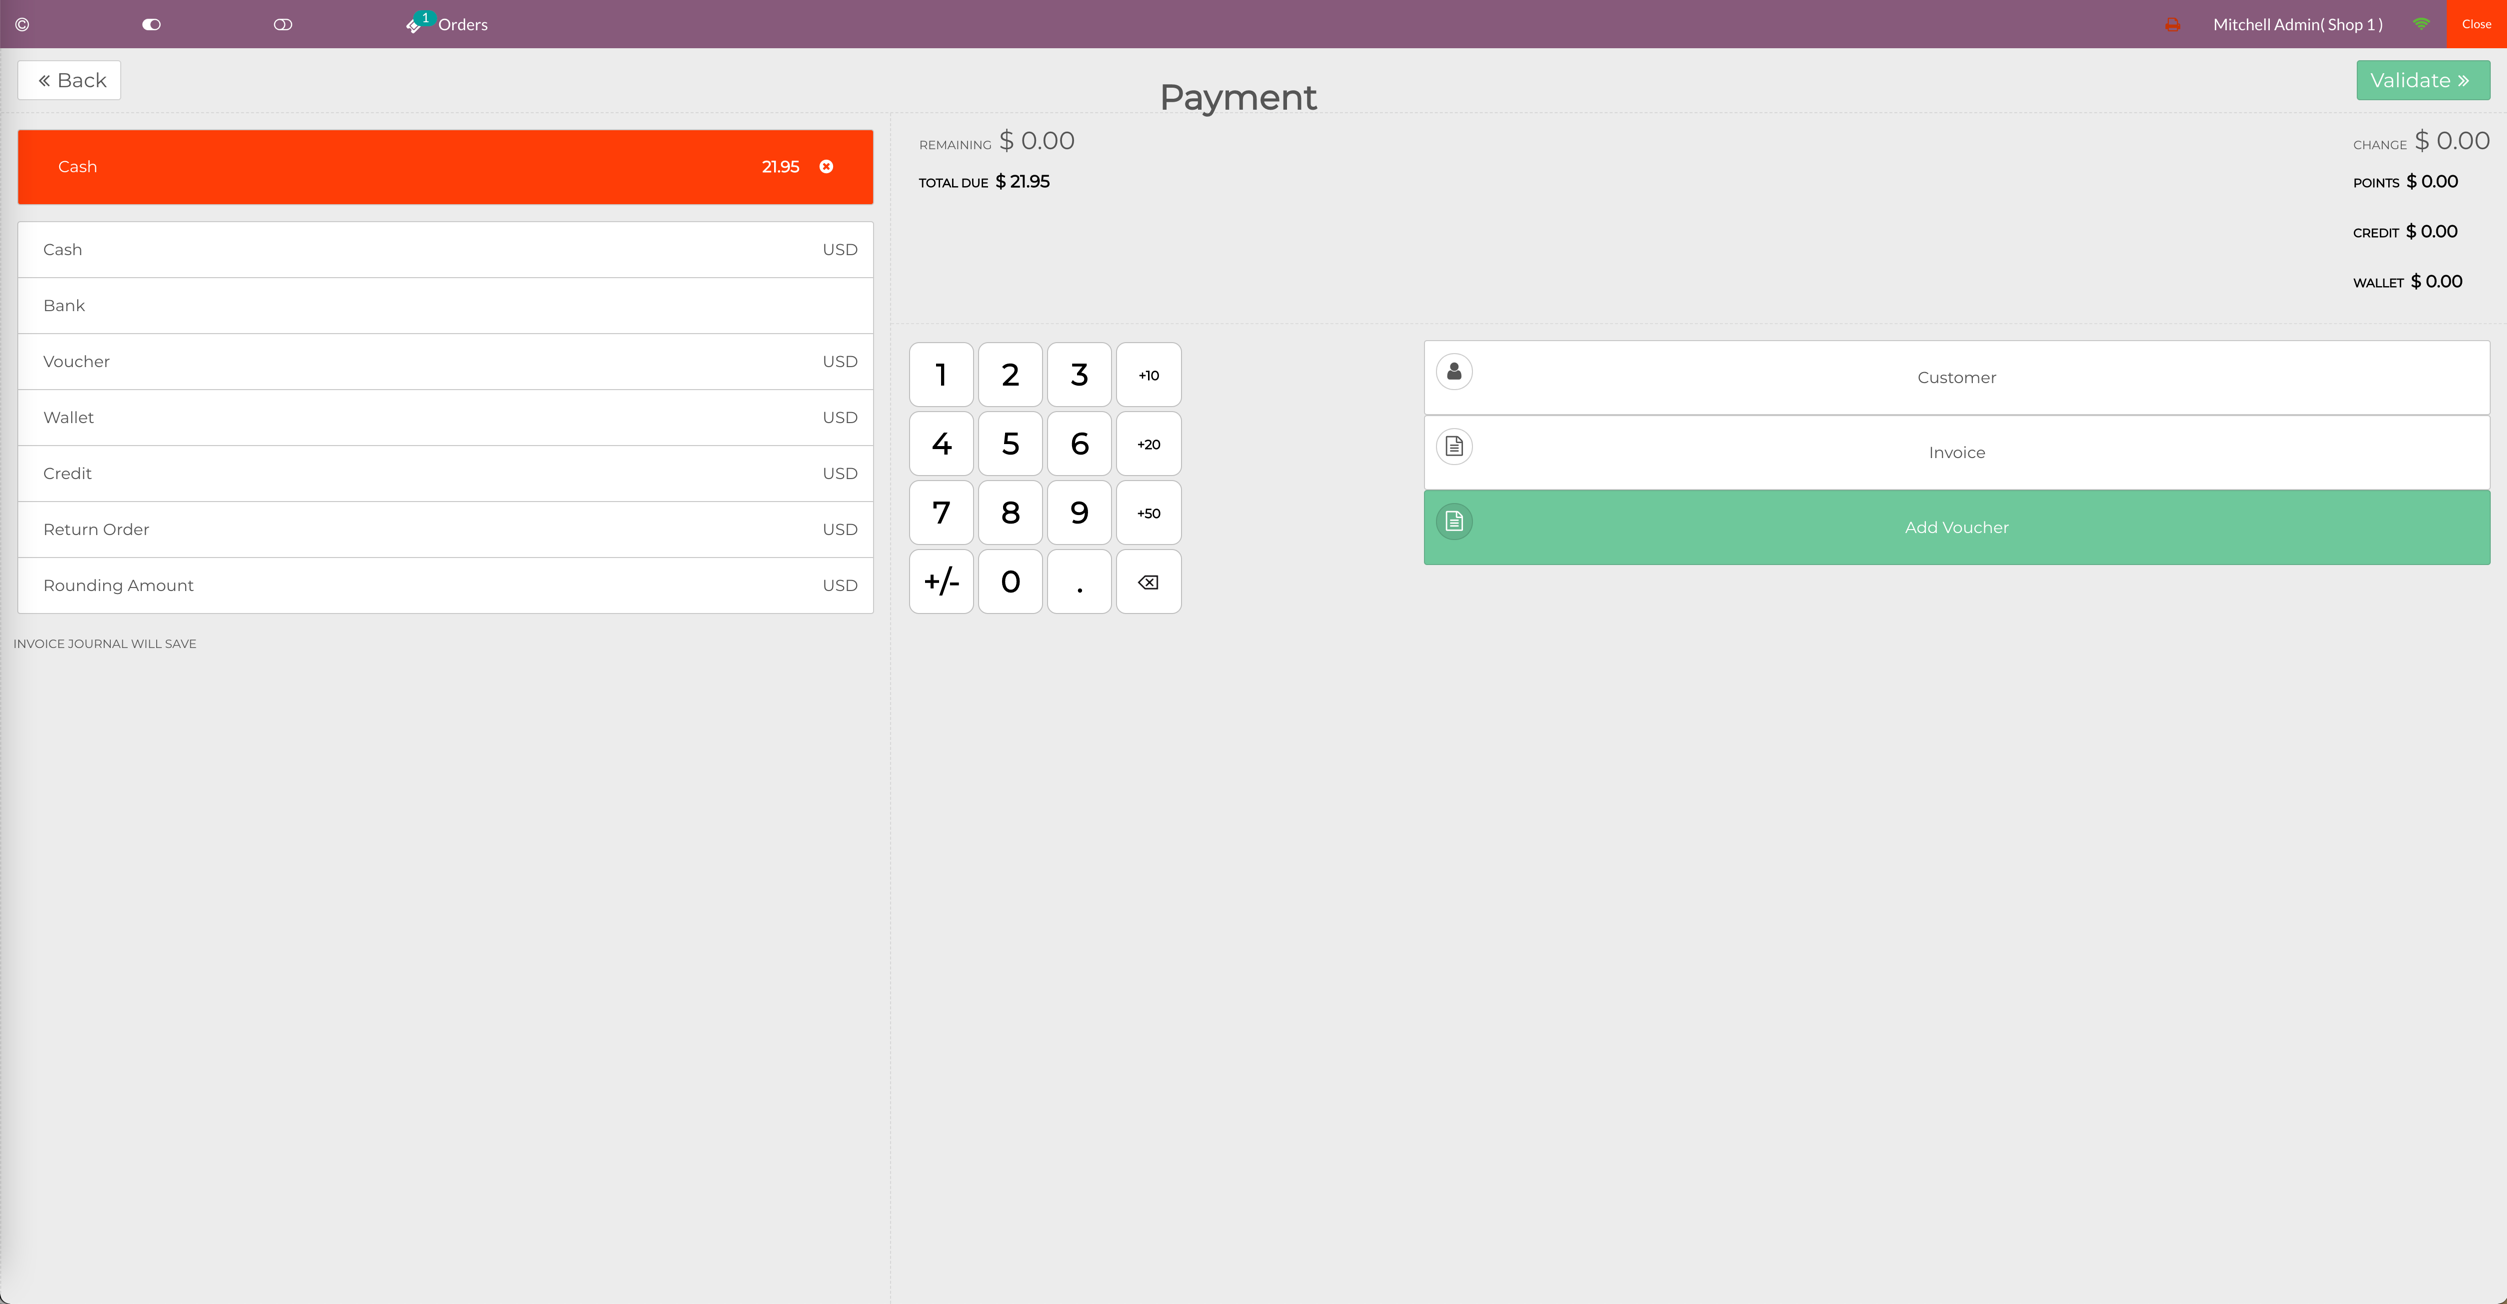 ©
1
Orders
Mitchell Admin( Shop 1 )
Close
« Back
Payment
Validate »
Cash 21.95
Cash USD
Bank
Voucher USD
Wallet USD
Credit USD
Return Order USD
Rounding Amount USD
INVOICE JOURNAL WILL SAVE
REMAINING $ 0.00
TOTAL DUE $ 21.95
CHANGE $ 0.00
POINTS $ 0.00
CREDIT $ 0.00
WALLET $ 0.00
1 2 3 +10
4 5 6 +20
7 8 9 +50
+/- 0 .
Customer
Invoice
Add Voucher